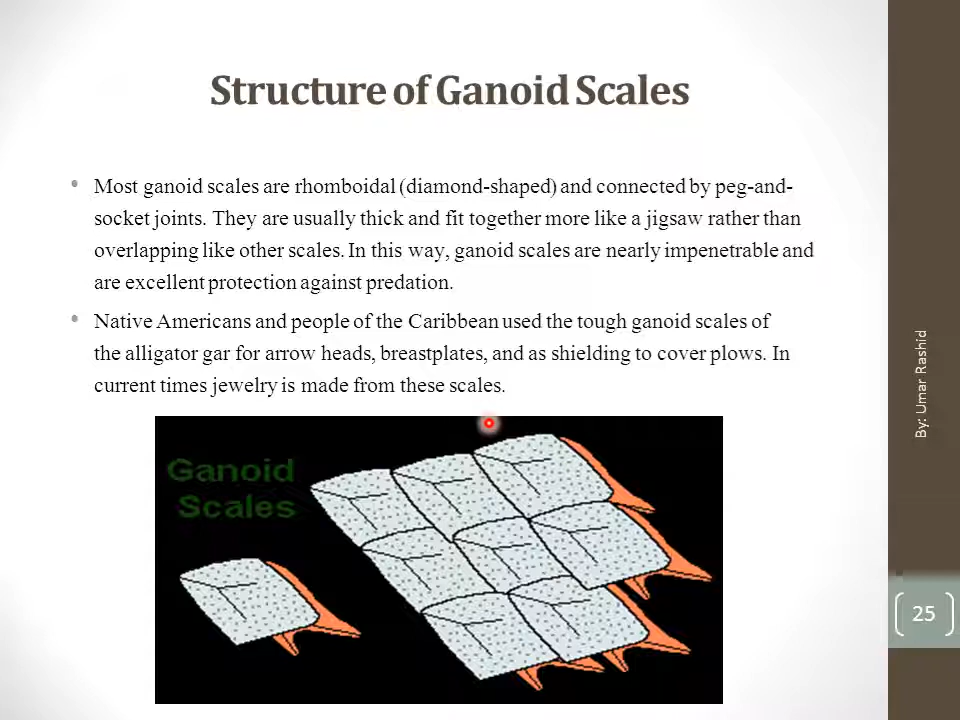 Structure of Ganoid Scales
• Most ganoid scales are rhomboidal (diamond-shaped) and connected by peg-and-
socket joints. They are usually thick and fit together more like a jigsaw rather than
overlapping like other scales. In this way, ganoid scales are nearly impenetrable and
are excellent protection against predation.
• Native Americans and people of the Caribbean used the tough ganoid scales of
the alligator gar for arrow heads, breastplates, and as shielding to cover plows. In
current times jewelry is made from these scales.
Ganoid
Scales
By: Umar Rashid
25